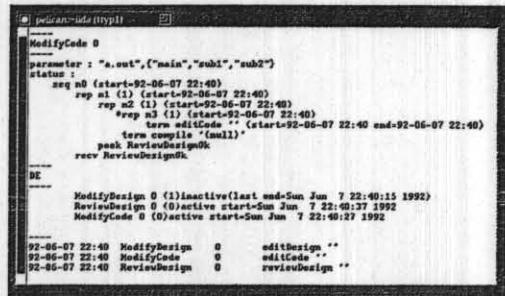 pelican:~iida (ttyp1)
----
ModifyCode 0
----
parameter : "a.out",{"main","sub1","sub2"}
status :
seq n0 (start=92-06-07 22:40)
rep n1 (1) (start=92-06-07 22:40)
rep n2 (1) (start=92-06-07 22:40)
*rep n3 (1) (start=92-06-07 22:40)
term editCode '' (start=92-06-07 22:40 end=92-06-07 22:40)
term compile '(null)'
peek ReviewDesignOk
recv ReviewDesignOk
----
DE
----
ModifyDesign 0 (1)inactive(last end=Sun Jun 7 22:40:15 1992)
ReviewDesign 0 (0)active start=Sun Jun 7 22:40:37 1992
ModifyCode 0 (0)active start=Sun Jun 7 22:40:27 1992
----
92-06-07 22:40 ModifyDesign 0 editDesign ''
92-06-07 22:40 ModifyCode 0 editCode ''
92-06-07 22:40 ReviewDesign 0 reviewDesign ''